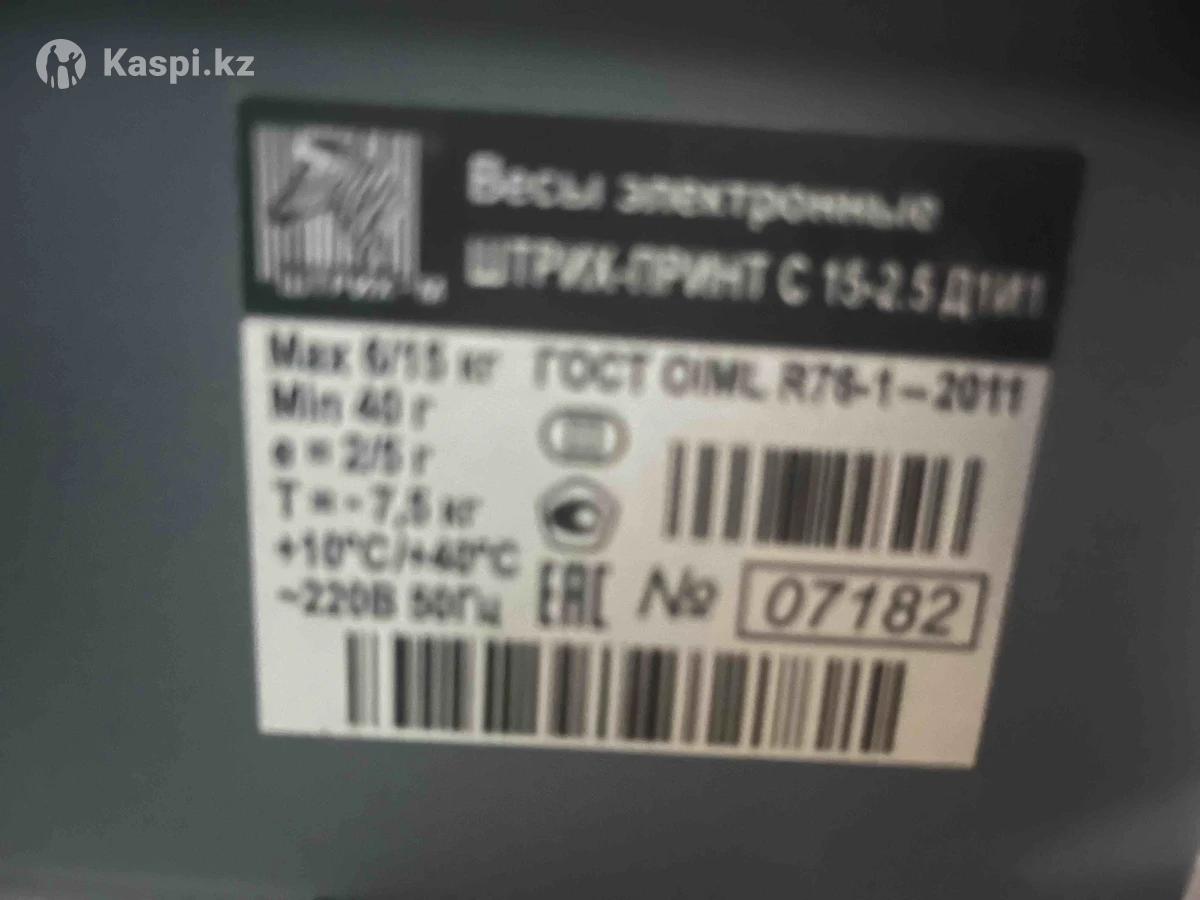 Kaspi.kz
Весы электронные
ШТРИХ-ПРИНТ С 15-2.5 Д1И1
ШТРИХ-М
Max 6/15 кг
ГОСТ OIML R76-1-2011
Min 40 г
e = 2/5 г
T = - 7,5 кг
+10°C/+40°C
~220В 50Гц
EAC
№ 07182